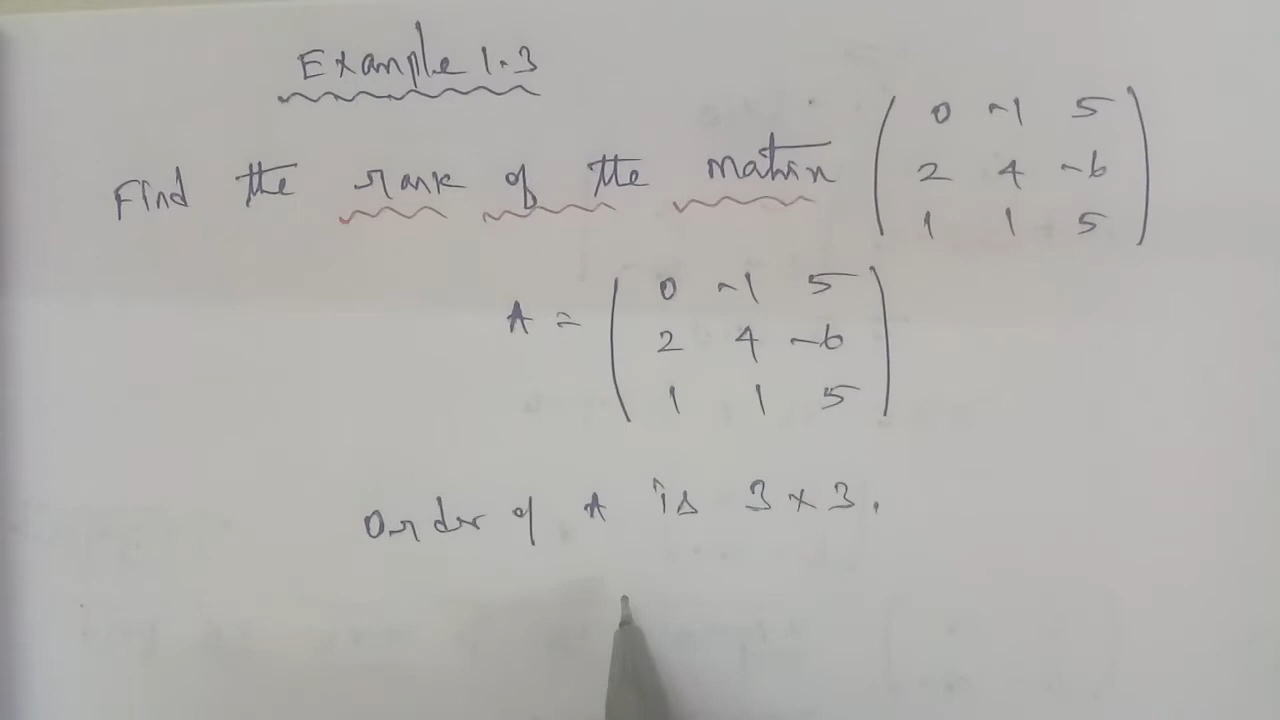 Example 1.3
Find the rank of the matrix ( 0 -1 5
2 4 -6
1 1 5 )
A = ( 0 -1 5
2 4 -6
1 1 5 )
Order of A is 3 × 3.